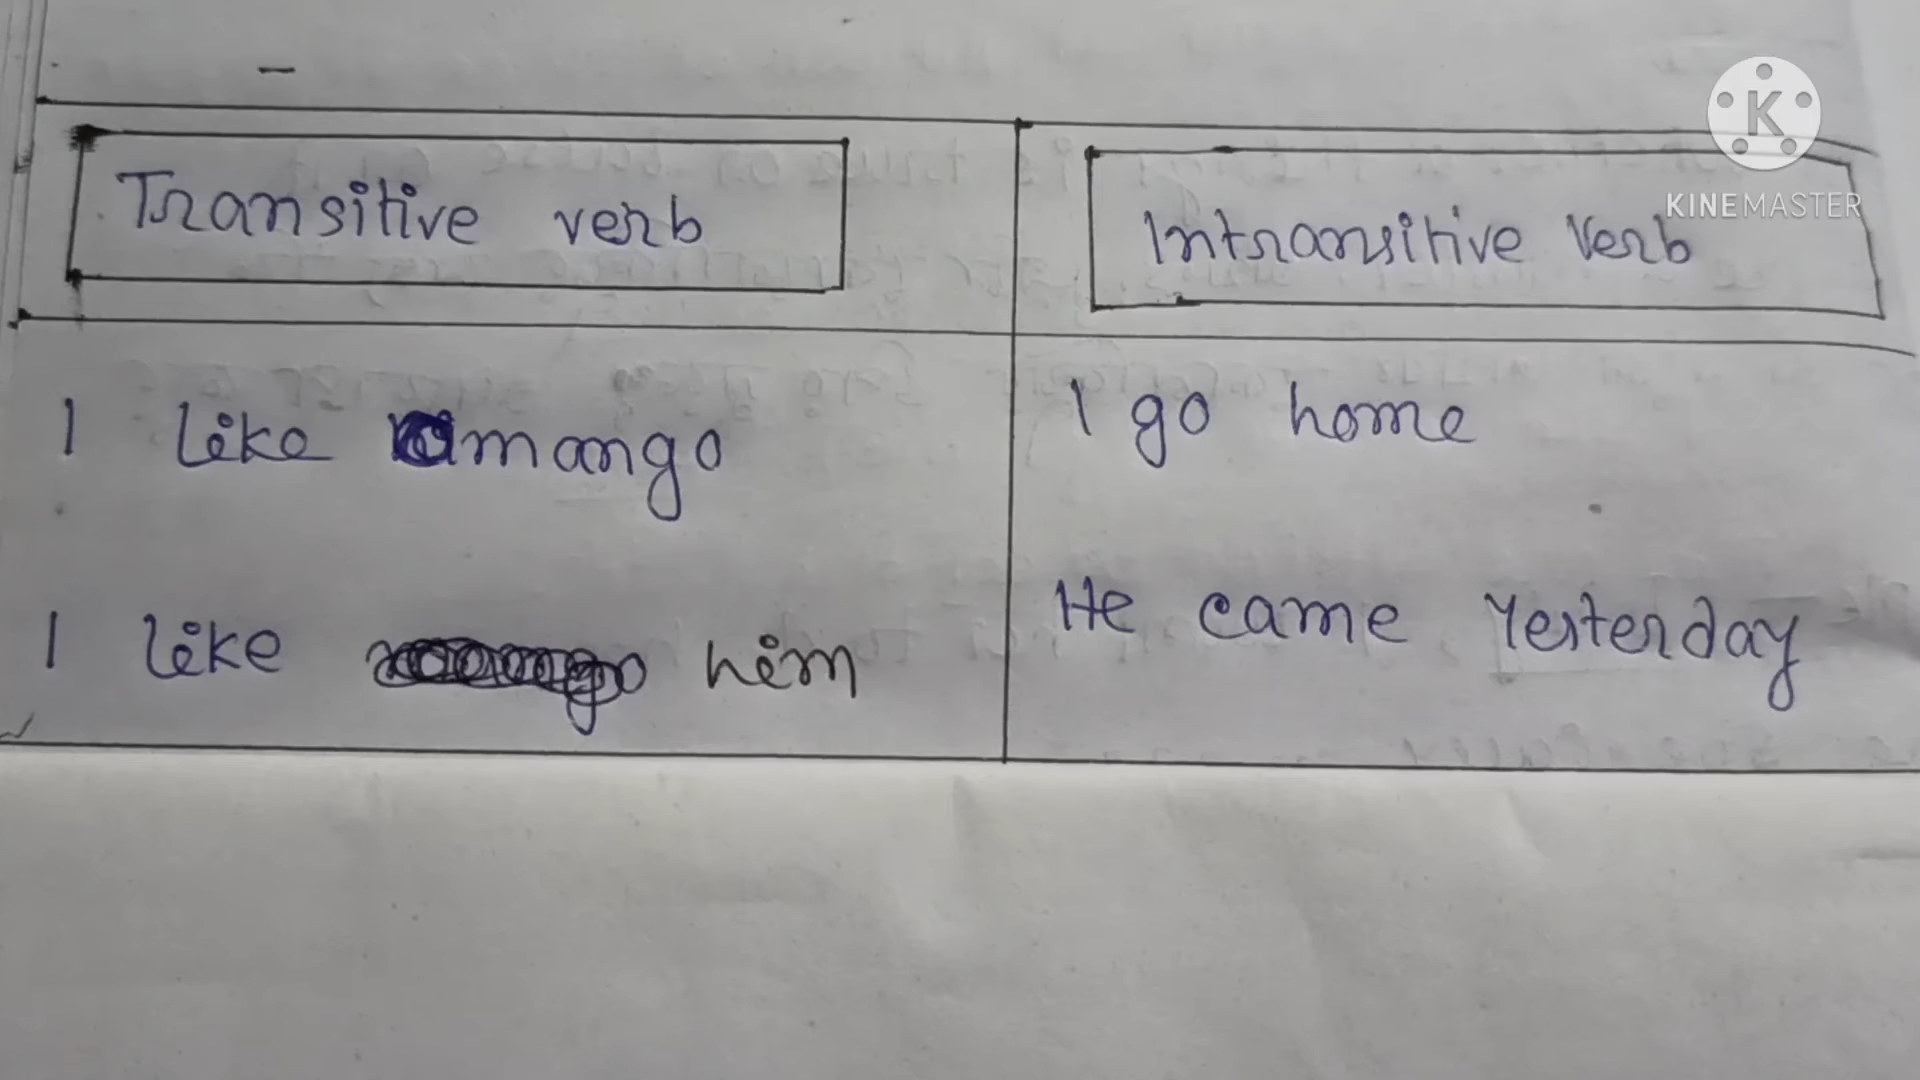 KINEMASTER
Transitive verb
Intransitive Verb
I like mango
I go home
I like him
He came Yesterday